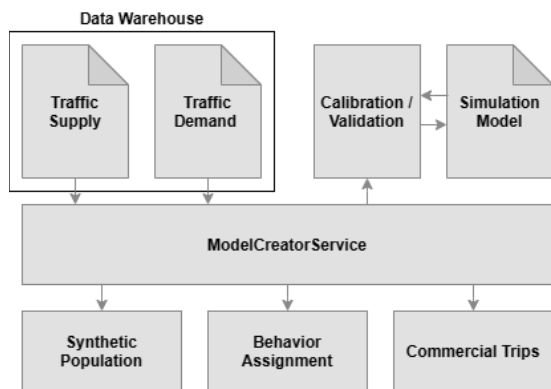 Data Warehouse
Traffic
Supply
Traffic
Demand
Calibration /
Validation
Simulation
Model
ModelCreatorService
Synthetic
Population
Behavior
Assignment
Commercial Trips